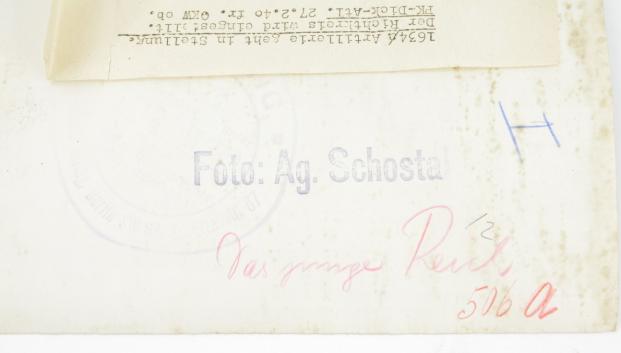 1634/ Artillerie geht in Stellung.
Der Richtkreis wird eingestellt.
PK-Dick-Atl. 27.2.40 fr. OKW ob.
H
Foto: Ag. Schostal
12
Das junge Reich
506 a